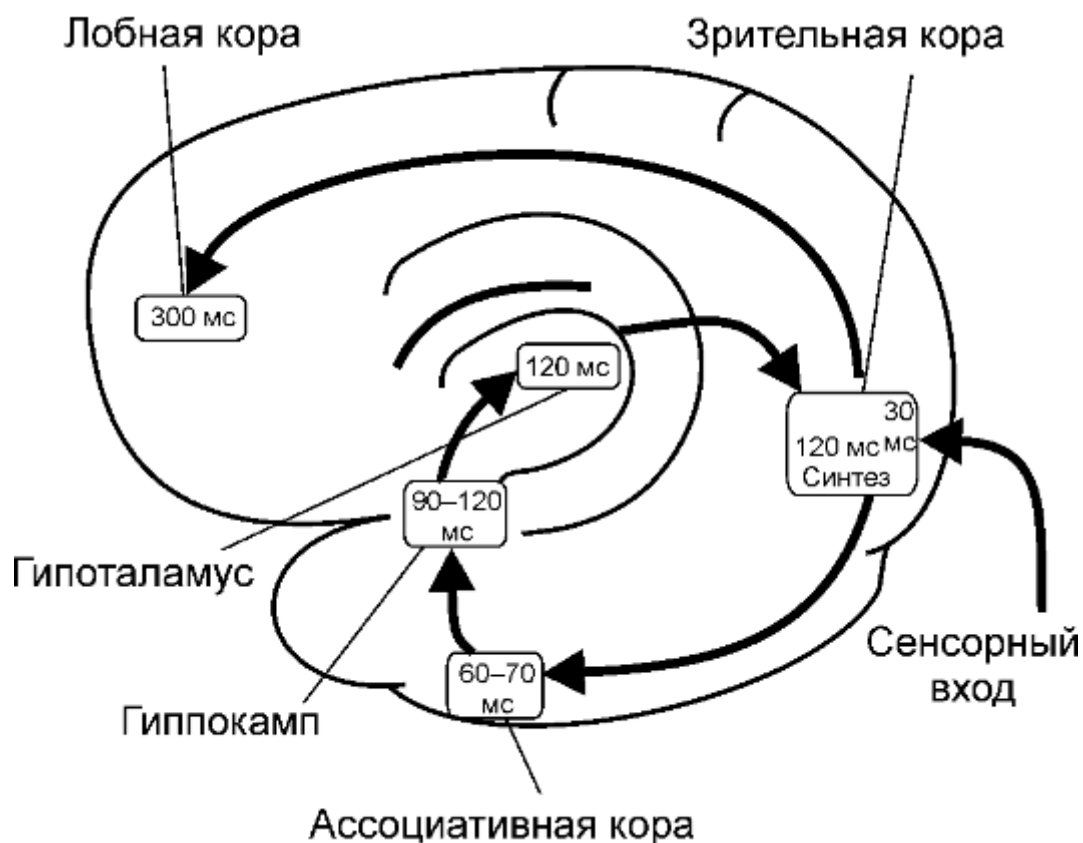 Лобная кора
Зрительная кора
300 мс
120 мс
30
мс
120 мс
Синтез
90–120
мс
Гипоталамус
60–70
мс
Сенсорный
вход
Гиппокамп
Ассоциативная кора